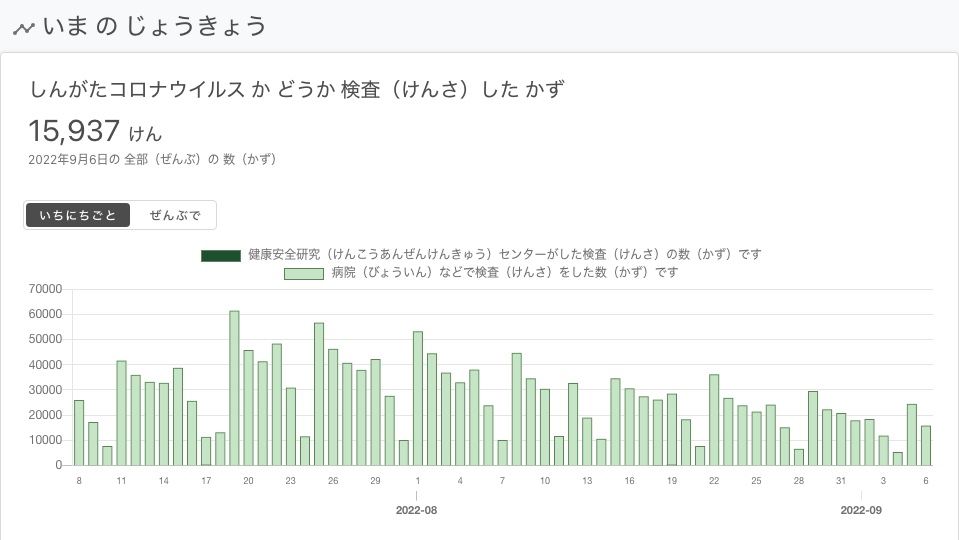 いま の じょうきょう
しんがたコロナウイルス か どうか 検査（けんさ）した かず
15,937 けん
2022年9月6日の 全部（ぜんぶ）の 数（かず）
いちにちごと ぜんぶで
健康安全研究（けんこうあんぜんけんきゅう）センターがした検査（けんさ）の数（かず）です
病院（びょういん）などで検査（けんさ）をした数（かず）です
70000
60000
50000
40000
30000
20000
10000
0
8 11 14 17 20 23 26 29 1 4 7 10 13 16 19 22 25 28 31 3 6
2022-08 2022-09